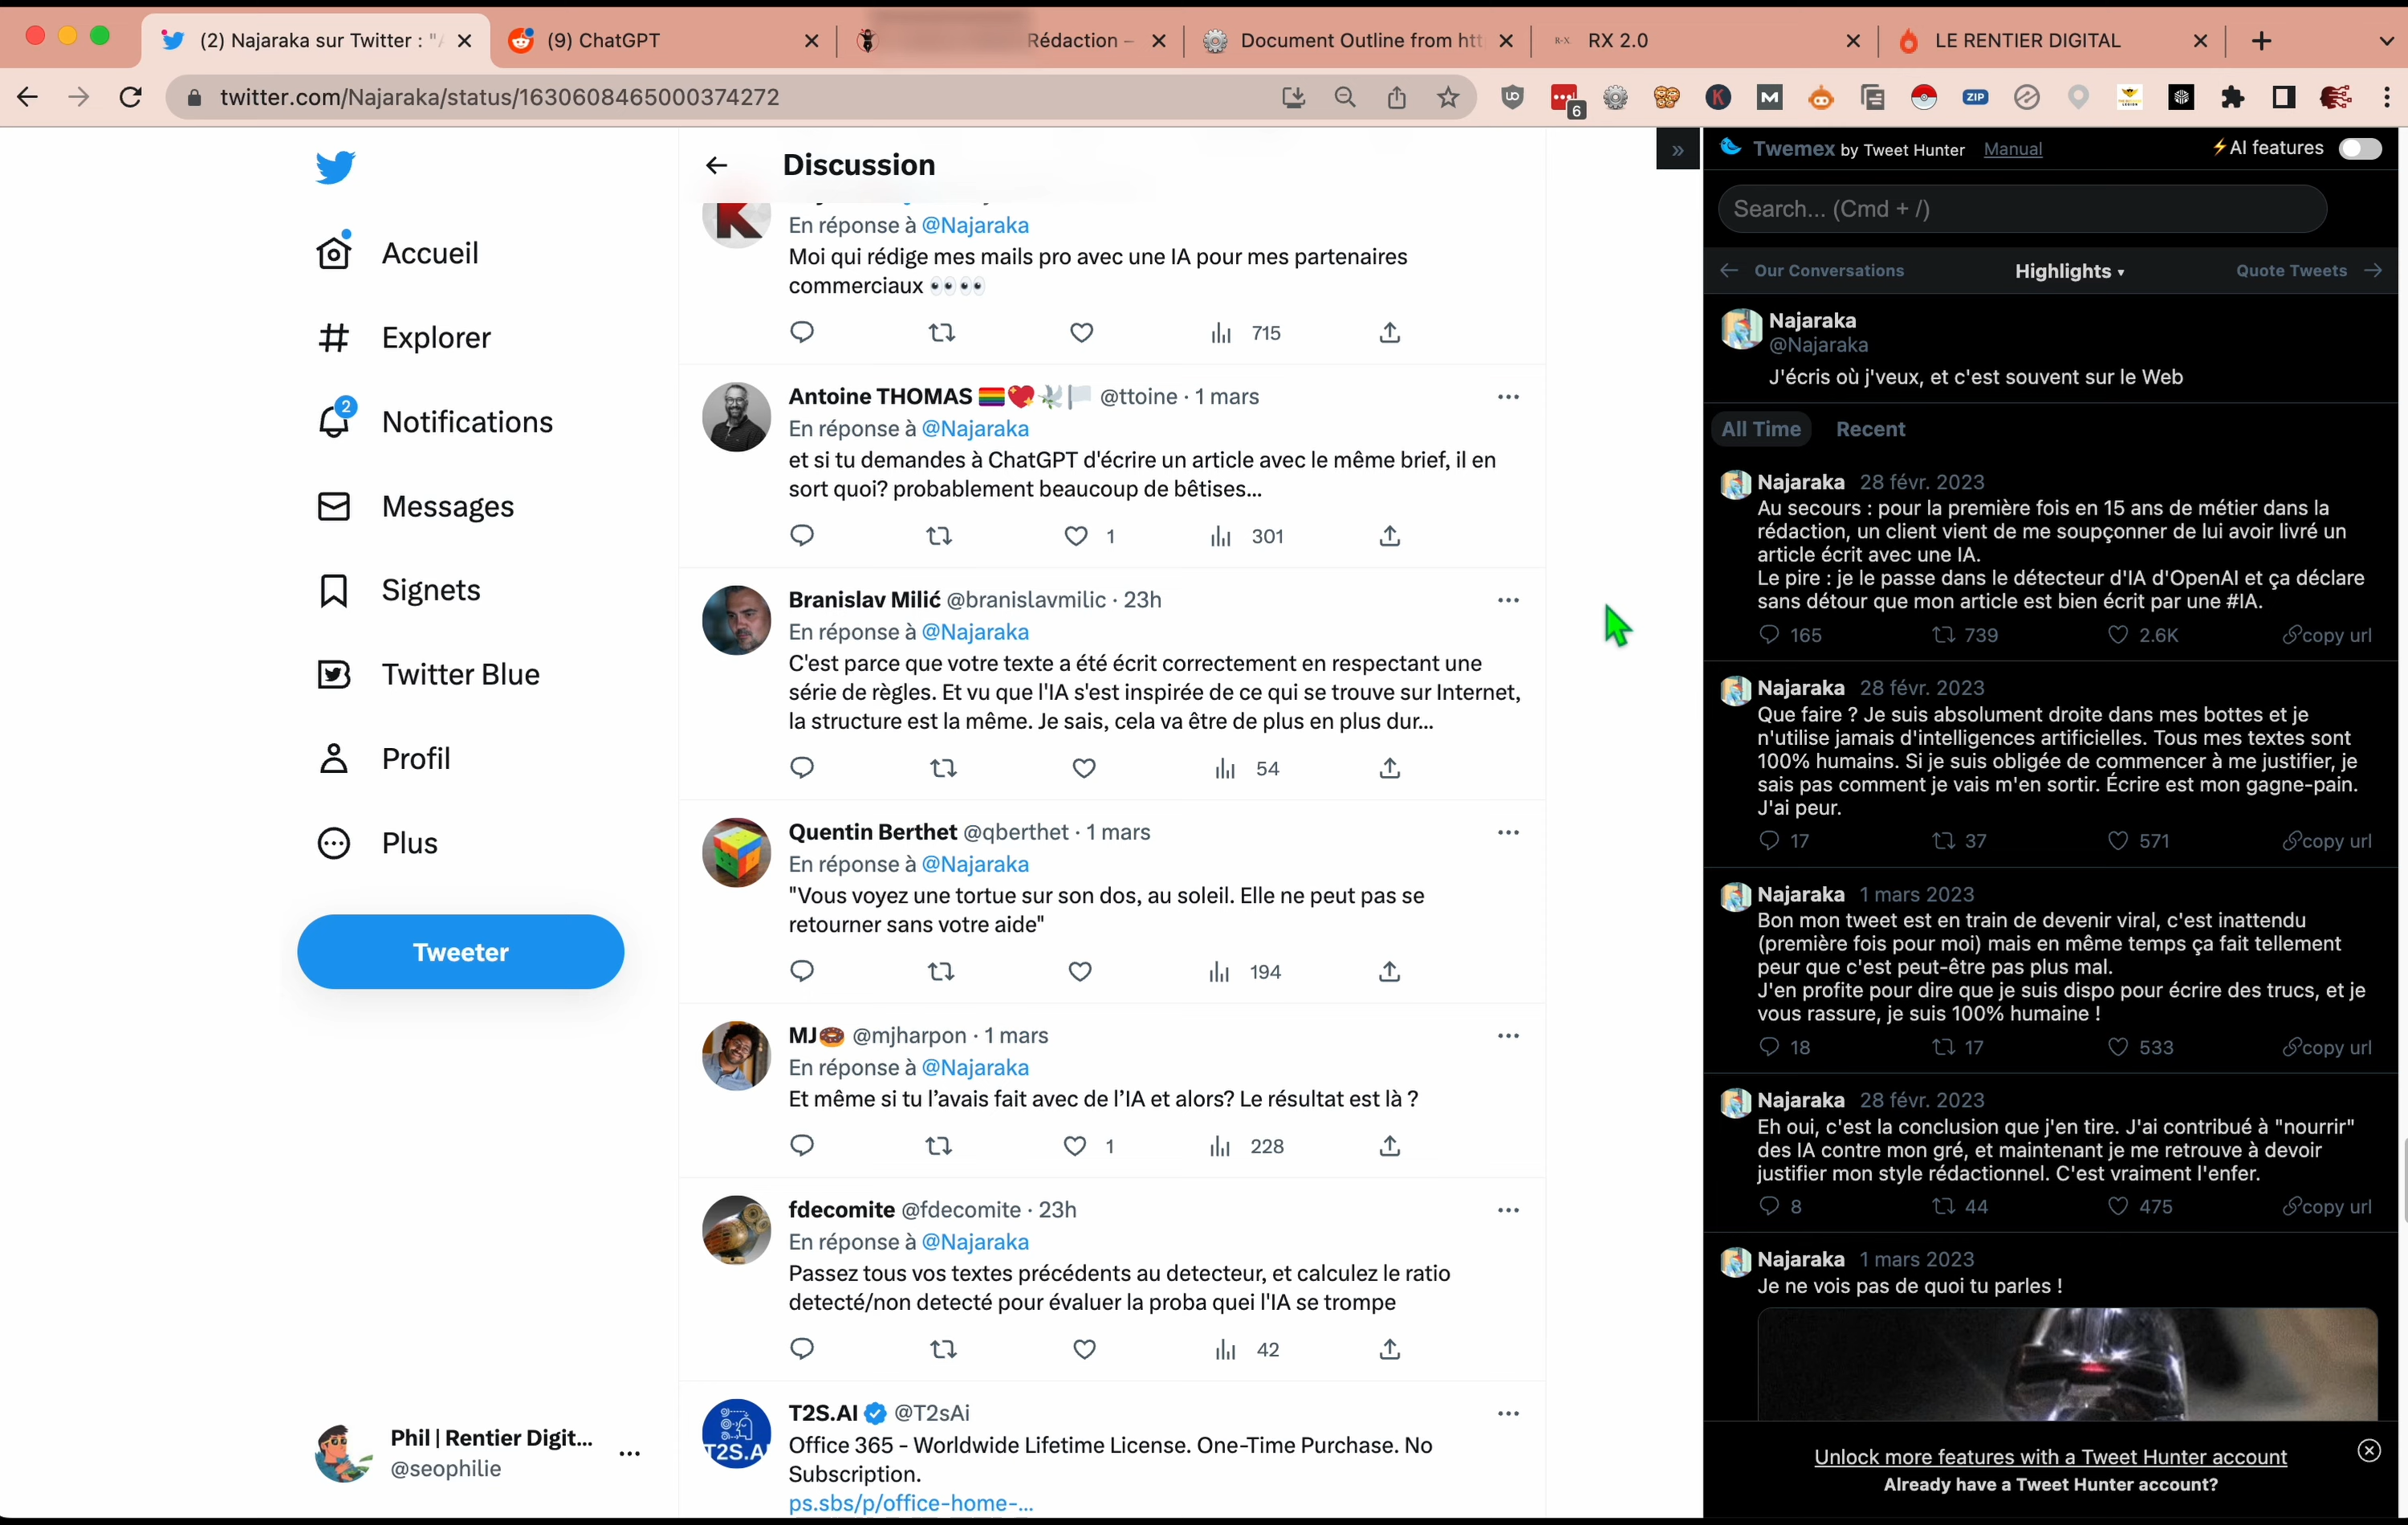 (2) Najaraka sur Twitter : "
(9) ChatGPT
Rédaction –
Document Outline from htt
R-X
RX 2.0
LE RENTIER DIGITAL
twitter.com/Najaraka/status/1630608465000374272
6
ZIP
Accueil
Explorer
2
Notifications
Messages
Signets
Twitter Blue
Profil
Plus
Tweeter
Phil | Rentier Digit...
@seophilie
Discussion
En réponse à @Najaraka
Moi qui rédige mes mails pro avec une IA pour mes partenaires
commerciaux 👀👀
715
Antoine THOMAS 🏳️‍🌈💖🕊️🏳️ @ttoine · 1 mars
En réponse à @Najaraka
et si tu demandes à ChatGPT d'écrire un article avec le même brief, il en
sort quoi? probablement beaucoup de bêtises...
1
301
Branislav Milić @branislavmilic · 23h
En réponse à @Najaraka
C'est parce que votre texte a été écrit correctement en respectant une
série de règles. Et vu que l'IA s'est inspirée de ce qui se trouve sur Internet,
la structure est la même. Je sais, cela va être de plus en plus dur...
54
Quentin Berthet @qberthet · 1 mars
En réponse à @Najaraka
"Vous voyez une tortue sur son dos, au soleil. Elle ne peut pas se
retourner sans votre aide"
194
MJ🍩 @mjharpon · 1 mars
En réponse à @Najaraka
Et même si tu l’avais fait avec de l’IA et alors? Le résultat est là ?
1
228
fdecomite @fdecomite · 23h
En réponse à @Najaraka
Passez tous vos textes précédents au detecteur, et calculez le ratio
detecté/non detecté pour évaluer la proba quei l'IA se trompe
42
T2S.AI
T2S.AI @T2sAi
Office 365 - Worldwide Lifetime License. One-Time Purchase. No
Subscription.
ps.sbs/p/office-home-...
»
Twemex by Tweet Hunter Manual
⚡AI features
Search... (Cmd + /)
← Our Conversations
Highlights ▾
Quote Tweets →
Najaraka
@Najaraka
J'écris où j'veux, et c'est souvent sur le Web
All Time
Recent
Najaraka 28 févr. 2023
Au secours : pour la première fois en 15 ans de métier dans la
rédaction, un client vient de me soupçonner de lui avoir livré un
article écrit avec une IA.
Le pire : je le passe dans le détecteur d'IA d'OpenAI et ça déclare
sans détour que mon article est bien écrit par une #IA.
165
739
2.6K
copy url
Najaraka 28 févr. 2023
Que faire ? Je suis absolument droite dans mes bottes et je
n'utilise jamais d'intelligences artificielles. Tous mes textes sont
100% humains. Si je suis obligée de commencer à me justifier, je
sais pas comment je vais m'en sortir. Écrire est mon gagne-pain.
J'ai peur.
17
37
571
copy url
Najaraka 1 mars 2023
Bon mon tweet est en train de devenir viral, c'est inattendu
(première fois pour moi) mais en même temps ça fait tellement
peur que c'est peut-être pas plus mal.
J'en profite pour dire que je suis dispo pour écrire des trucs, et je
vous rassure, je suis 100% humaine !
18
17
533
copy url
Najaraka 28 févr. 2023
Eh oui, c'est la conclusion que j'en tire. J'ai contribué à "nourrir"
des IA contre mon gré, et maintenant je me retrouve à devoir
justifier mon style rédactionnel. C'est vraiment l'enfer.
8
44
475
copy url
Najaraka 1 mars 2023
Je ne vois pas de quoi tu parles !
Unlock more features with a Tweet Hunter account
Already have a Tweet Hunter account?